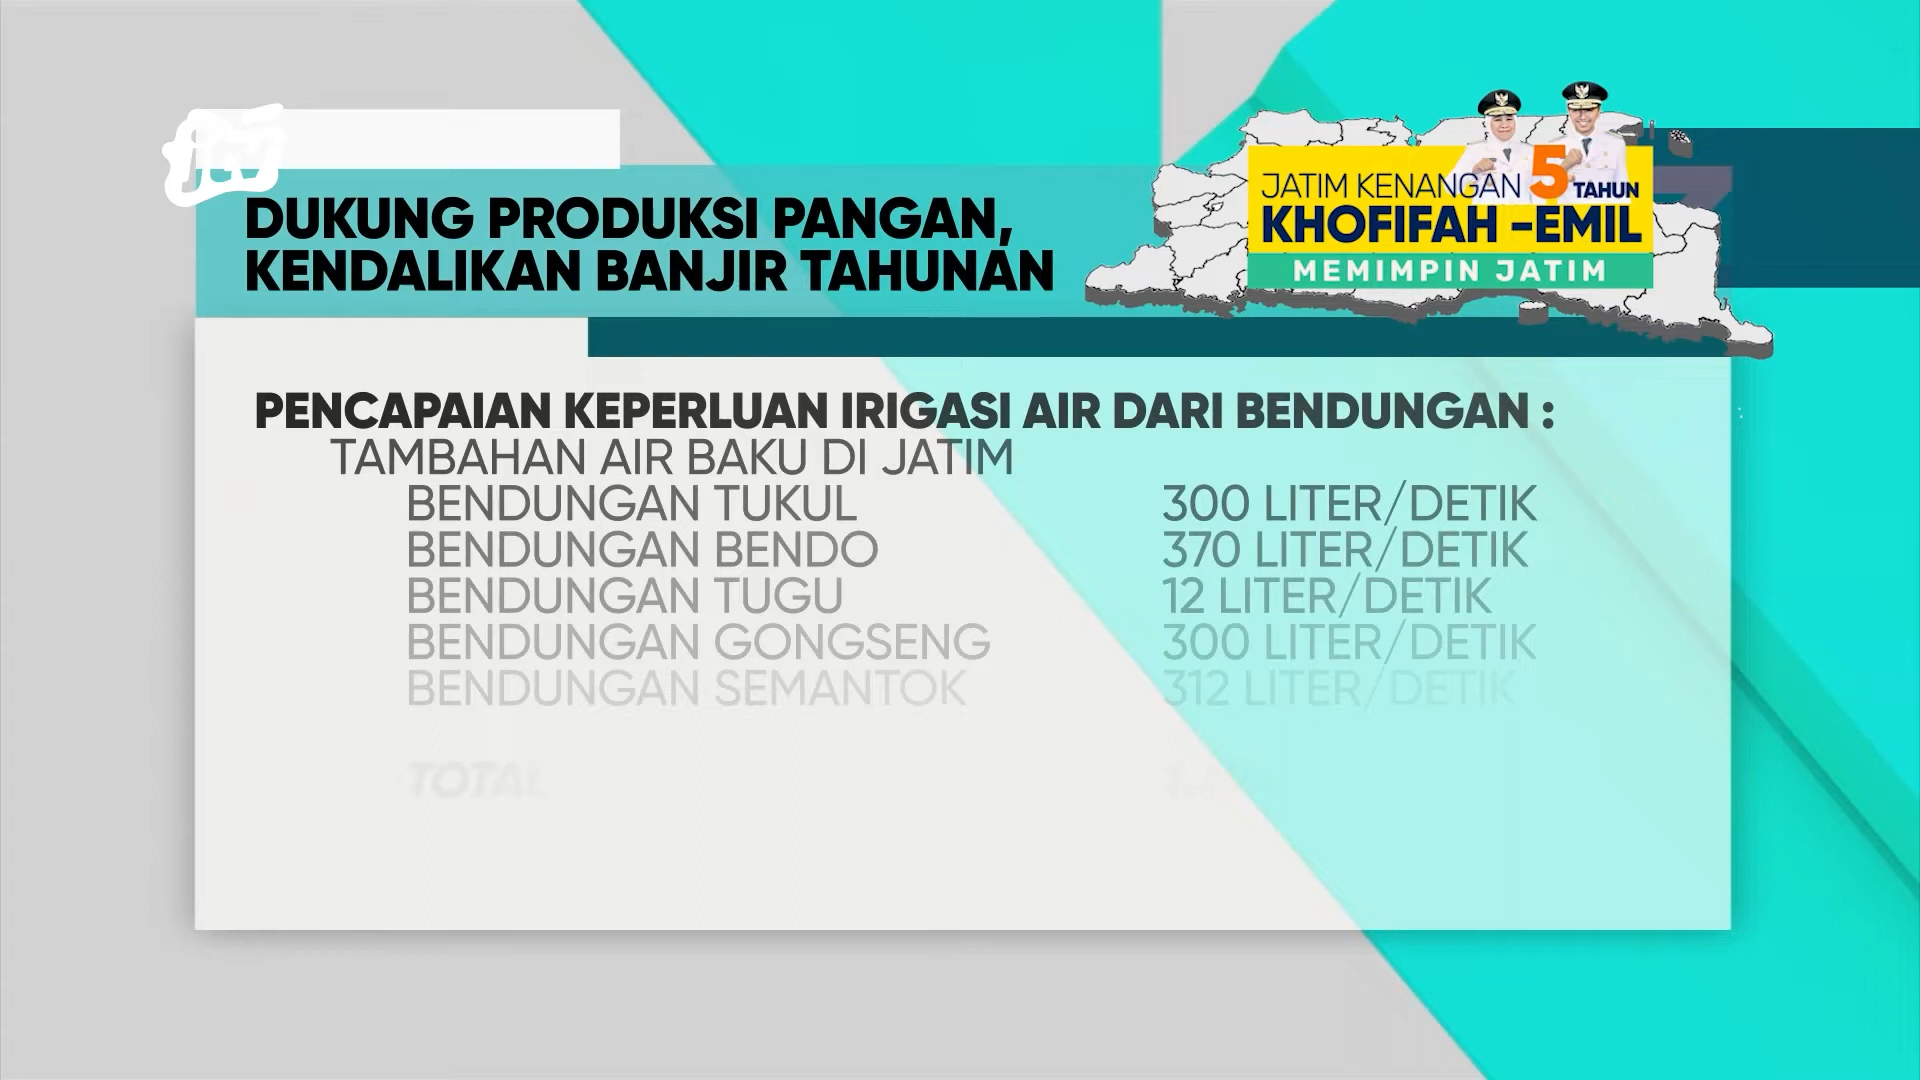 jtv
DUKUNG PRODUKSI PANGAN,
KENDALIKAN BANJIR TAHUNAN
JATIM KENANGAN 5 TAHUN
KHOFIFAH -EMIL
MEMIMPIN JATIM
PENCAPAIAN KEPERLUAN IRIGASI AIR DARI BENDUNGAN :
TAMBAHAN AIR BAKU DI JATIM
BENDUNGAN TUKUL 300 LITER/DETIK
BENDUNGAN BENDO 370 LITER/DETIK
BENDUNGAN TUGU 12 LITER/DETIK
BENDUNGAN GONGSENG 300 LITER/DETIK
BENDUNGAN SEMANTOK 312 LITER/DETIK
TOTAL